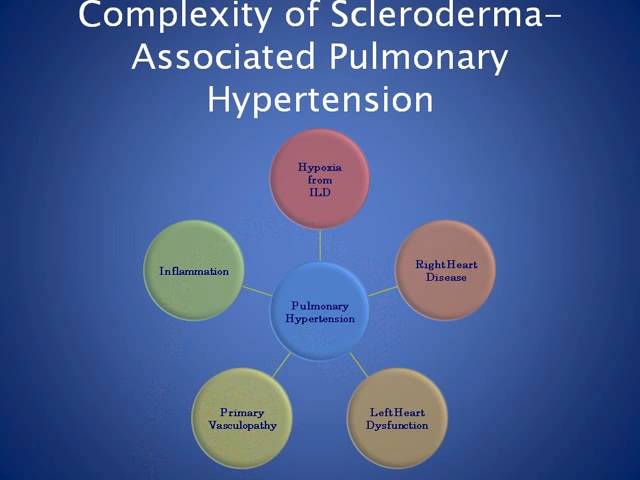 Complexity of Scleroderma-
Associated Pulmonary
Hypertension
Hypoxia
from
ILD
Inflammation
Right Heart
Disease
Pulmonary
Hypertension
Primary
Vasculopathy
Left Heart
Dysfunction